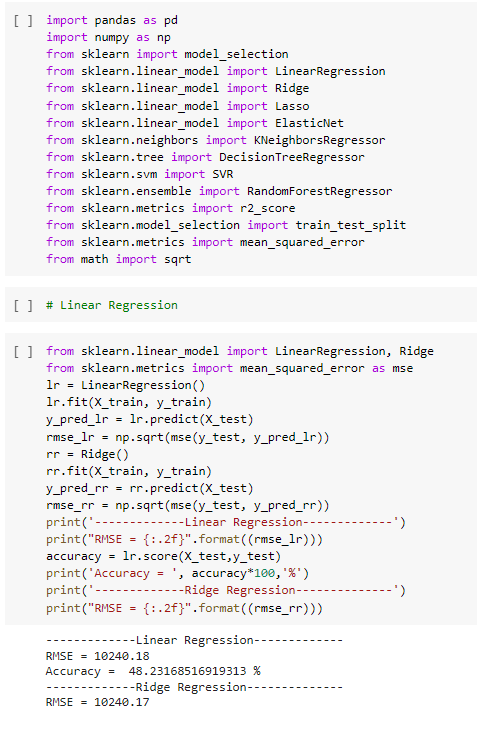 [ ] import pandas as pd
import numpy as np
from sklearn import model_selection
from sklearn.linear_model import LinearRegression
from sklearn.linear_model import Ridge
from sklearn.linear_model import Lasso
from sklearn.linear_model import ElasticNet
from sklearn.neighbors import KNeighborsRegressor
from sklearn.tree import DecisionTreeRegressor
from sklearn.svm import SVR
from sklearn.ensemble import RandomForestRegressor
from sklearn.metrics import r2_score
from sklearn.model_selection import train_test_split
from sklearn.metrics import mean_squared_error
from math import sqrt
[ ] # Linear Regression
[ ] from sklearn.linear_model import LinearRegression, Ridge
from sklearn.metrics import mean_squared_error as mse
lr = LinearRegression()
lr.fit(X_train, y_train)
y_pred_lr = lr.predict(X_test)
rmse_lr = np.sqrt(mse(y_test, y_pred_lr))
rr = Ridge()
rr.fit(X_train, y_train)
y_pred_rr = rr.predict(X_test)
rmse_rr = np.sqrt(mse(y_test, y_pred_rr))
print('-------------Linear Regression-------------')
print("RMSE = {:.2f}".format((rmse_lr)))
accuracy = lr.score(X_test,y_test)
print('Accuracy = ', accuracy*100,'%')
print('-------------Ridge Regression--------------')
print("RMSE = {:.2f}".format((rmse_rr)))
-------------Linear Regression-------------
RMSE = 10240.18
Accuracy =  48.23168516919313 %
-------------Ridge Regression--------------
RMSE = 10240.17